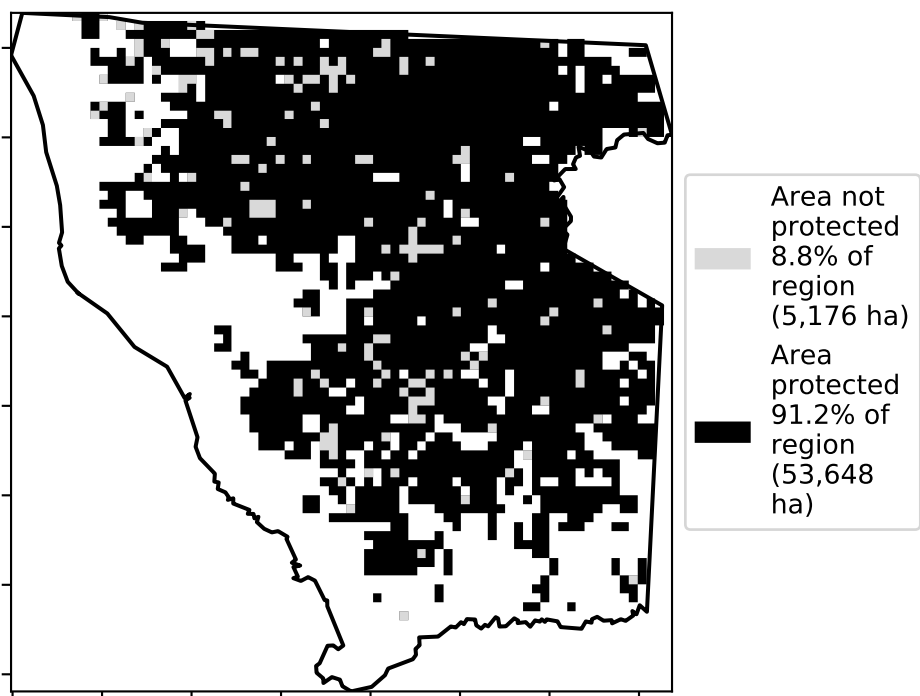 Area not
protected
8.8% of
region
(5,176 ha)
Area
protected
91.2% of
region
(53,648
ha)